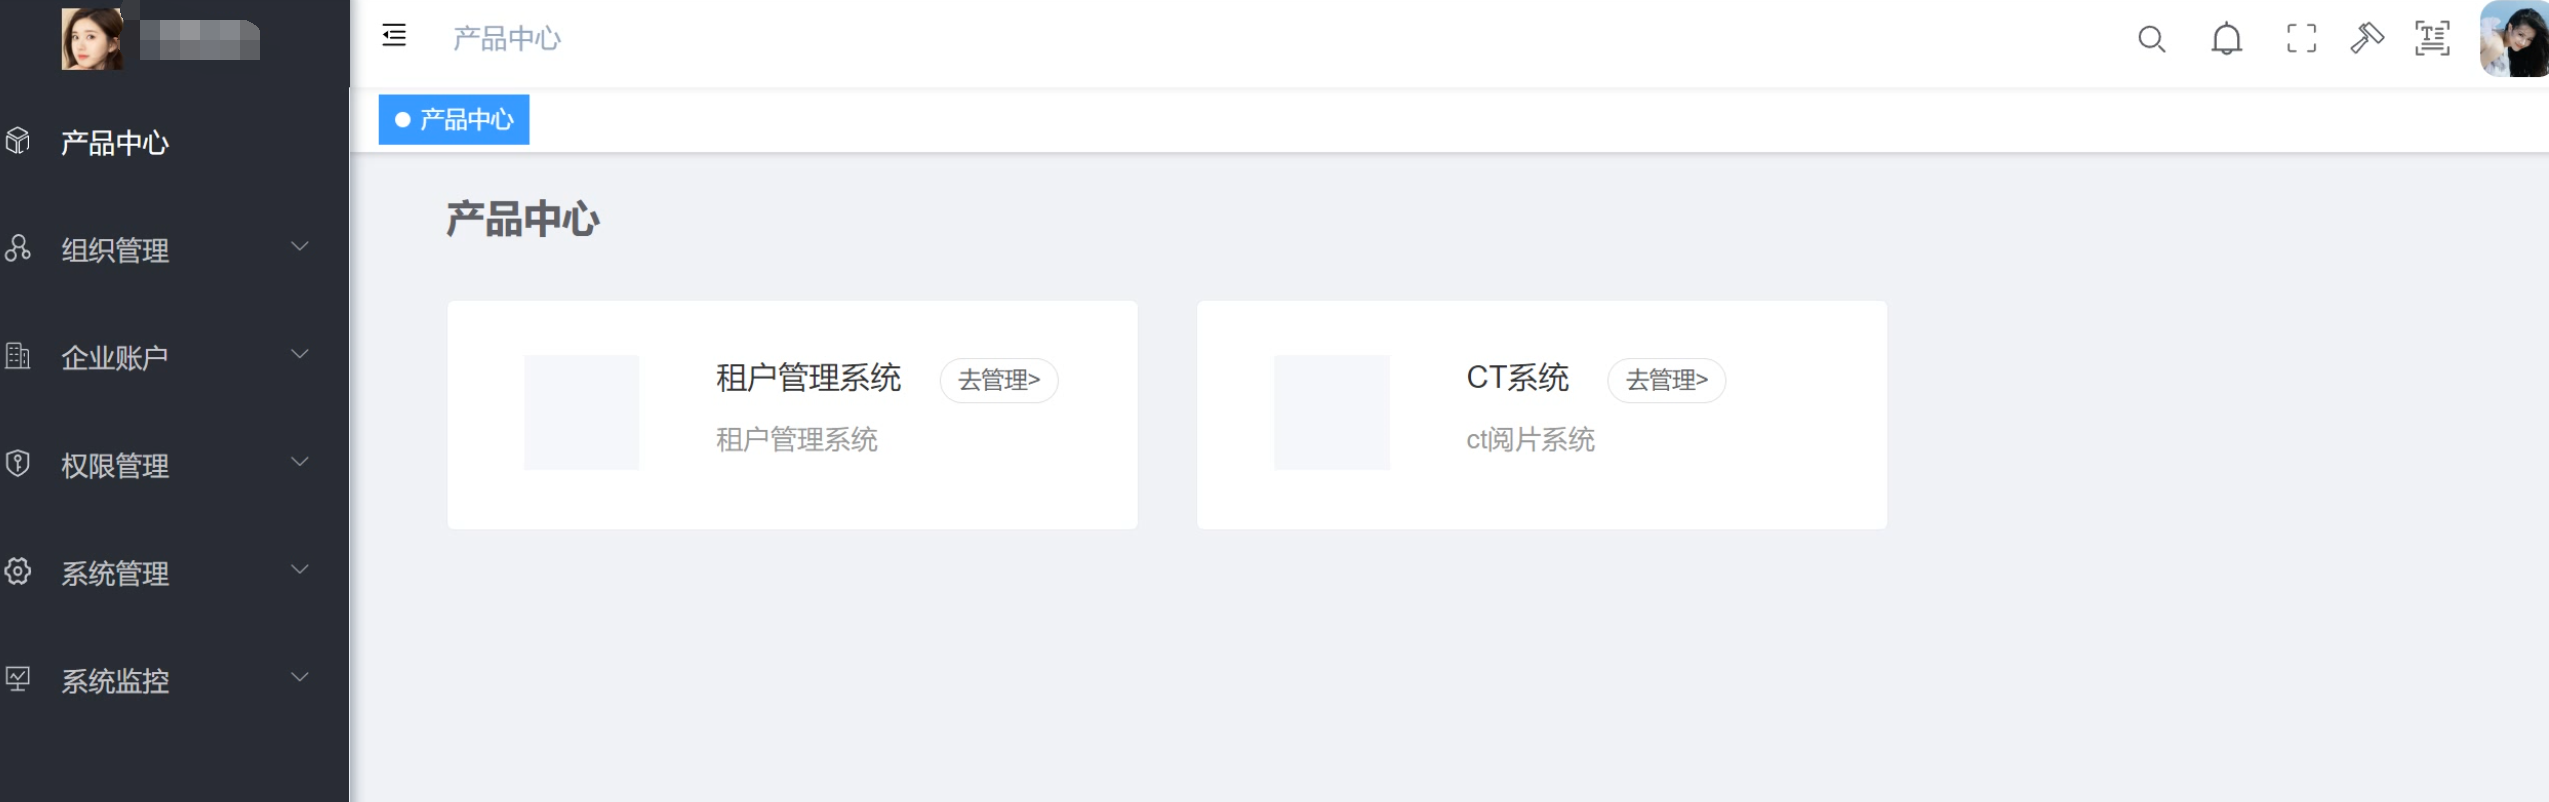 产品中心
产品中心
组织管理
企业账户
权限管理
系统管理
系统监控
产品中心
产品中心
租户管理系统 去管理>
租户管理系统
CT系统 去管理>
ct阅片系统